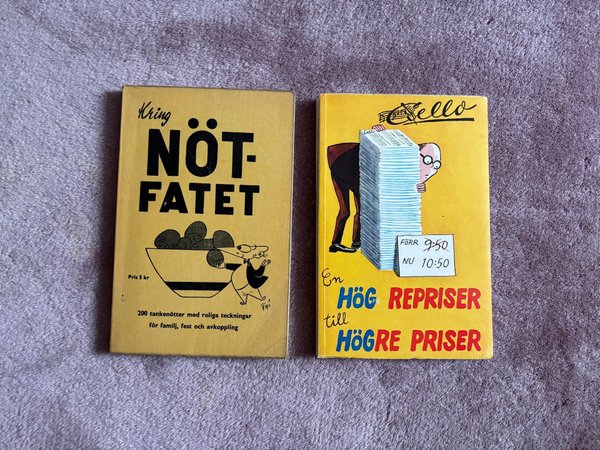 Kring
NÖT-
FATET
Pris 5 kr
200 tankenötter med roliga teckningar
för familj, fest och avkoppling
Cello
FÖRR 9:50
NU 10:50
En
HÖG REPRISER
till
HÖGRE PRISER